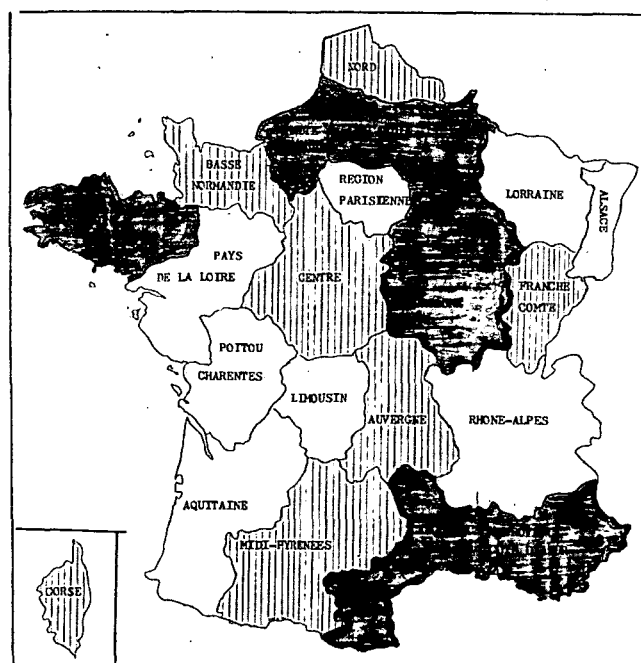 NORD
BASSE
NORMANDIE
REGION
PARISIENNE
LORRAINE
ALSACE
PAYS
DE LA LOIRE
CENTRE
FRANCHE
COMTE
POITOU
CHARENTES
LIMOUSIN
AUVERGNE
RHONE-ALPES
AQUITAINE
MIDI-PYRENEES
CORSE